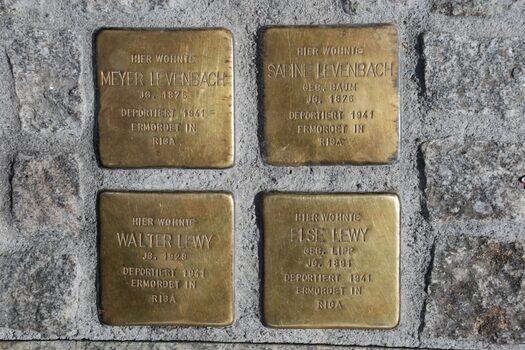 HIER WOHNTE
MEYER LEVENBACH
JG. 1875
DEPORTIERT 1941
ERMORDET IN
RIGA
HIER WOHNTE
SABINE LEVENBACH
GEB. BAUM
JG. 1876
DEPORTIERT 1941
ERMORDET IN
RIGA
HIER WOHNTE
WALTER LEWY
JG. 1928
DEPORTIERT 1941
ERMORDET IN
RIGA
HIER WOHNTE
ELSE LEWY
GEB. LIPP
JG. 1891
DEPORTIERT 1941
ERMORDET IN
RIGA